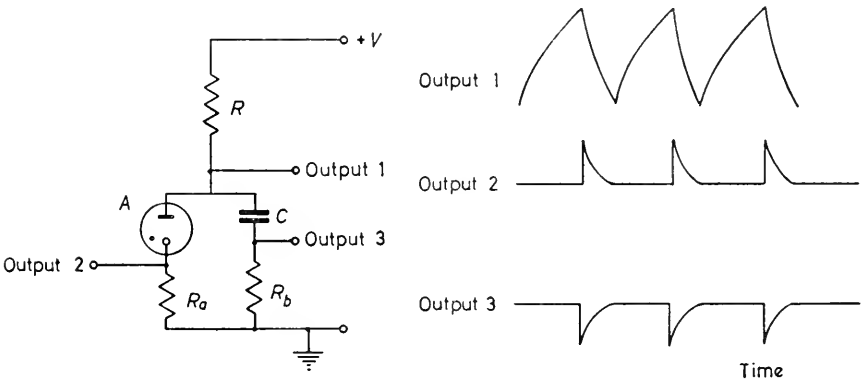 +V
R
Output 1
A
C
Output 3
Output 2
Ra
Rb
Output 1
Output 2
Output 3
Time